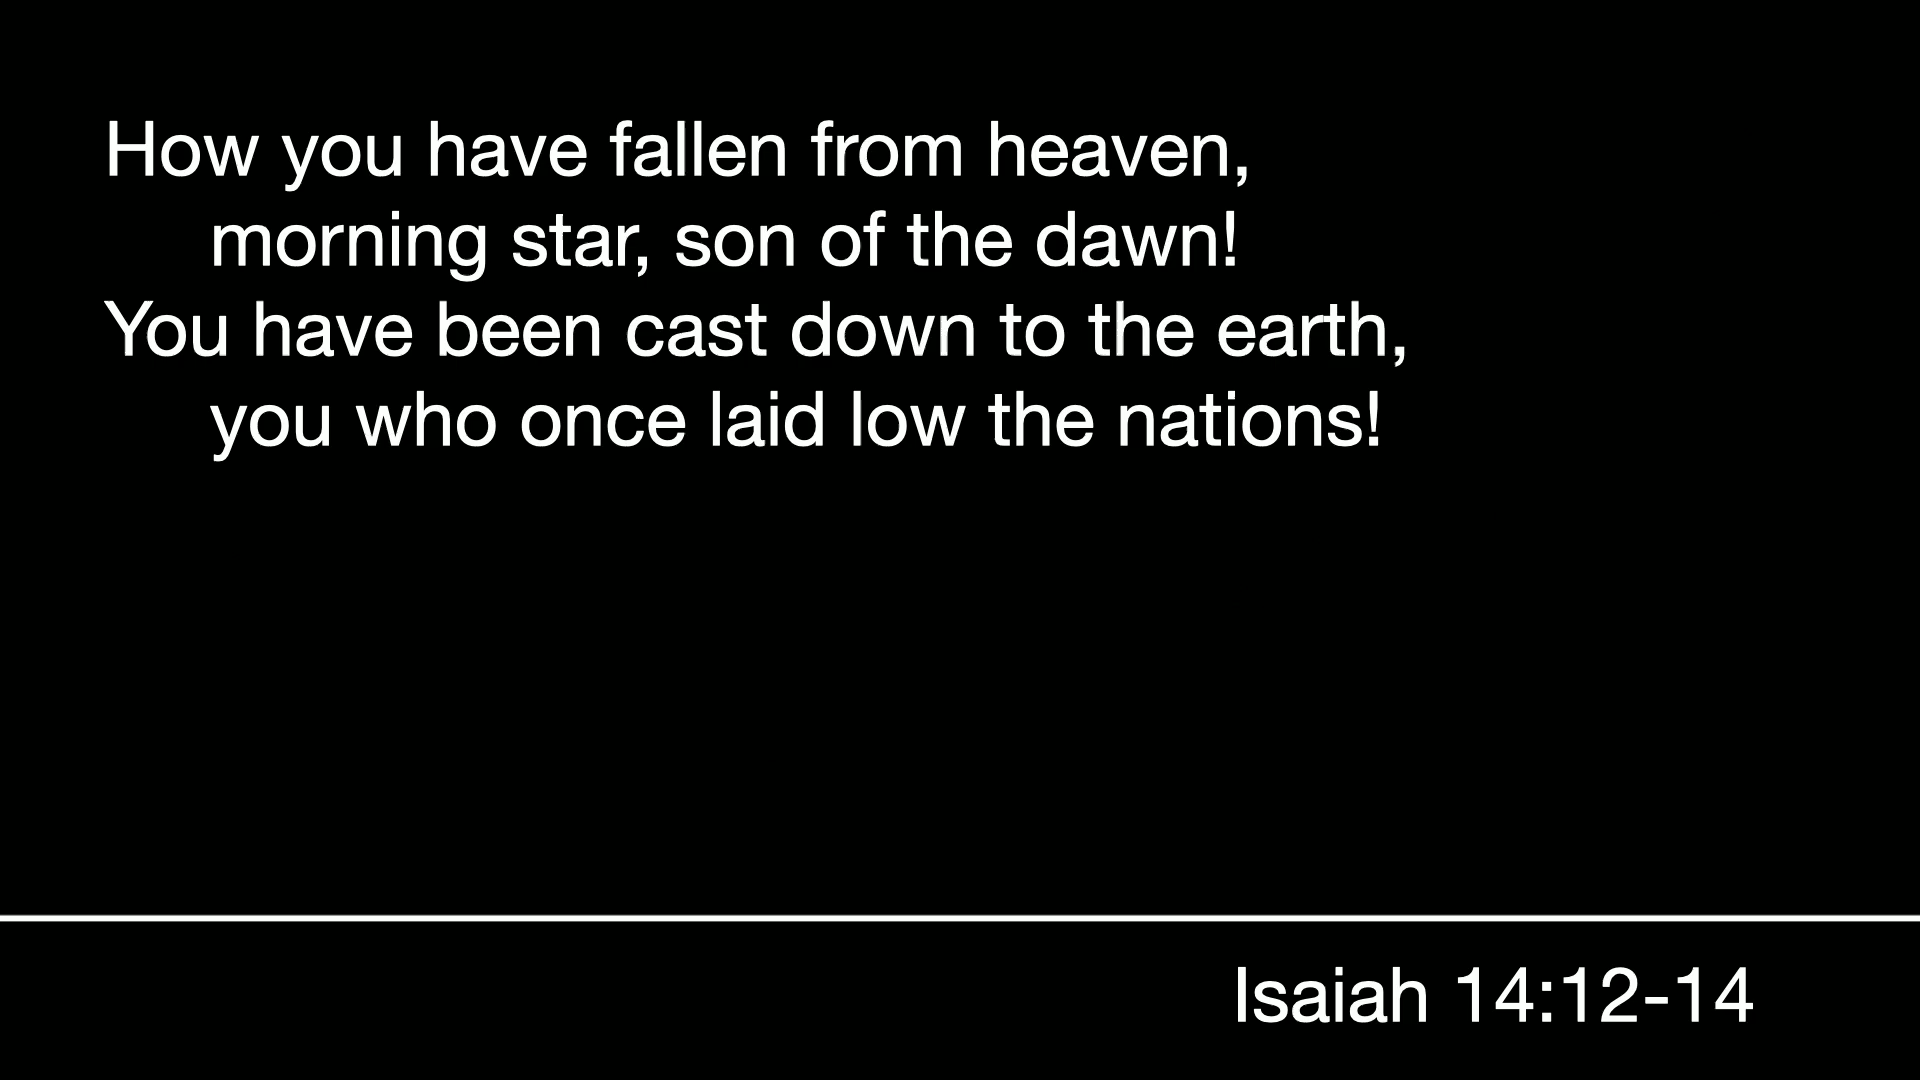 How you have fallen from heaven,
morning star, son of the dawn!
You have been cast down to the earth,
you who once laid low the nations!
Isaiah 14:12-14